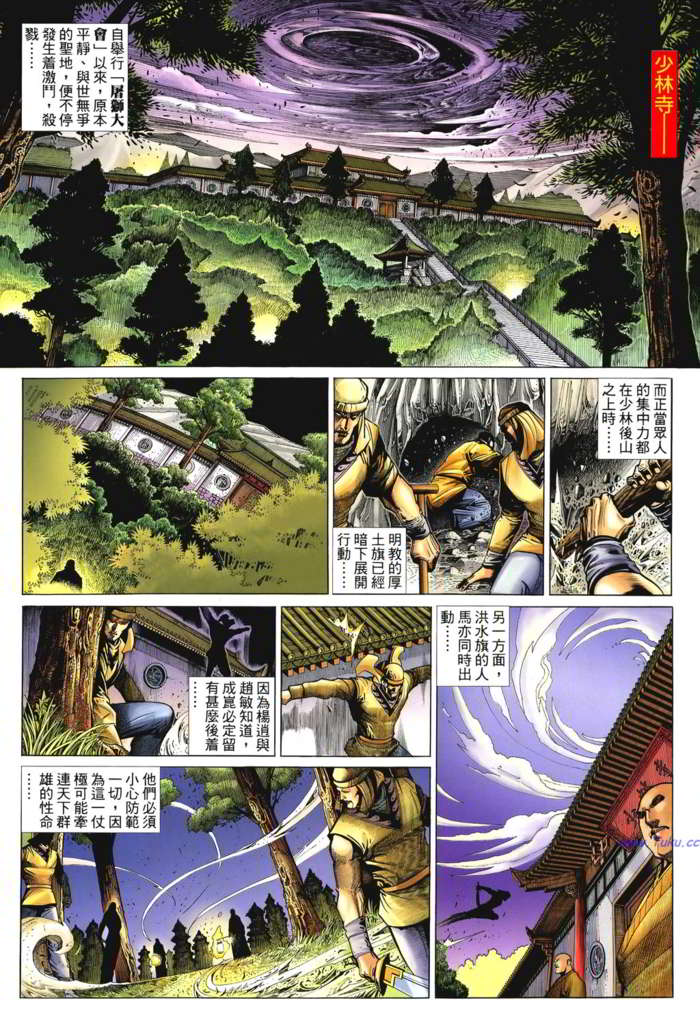 少林寺——
自舉行「屠獅大
會」以來，原本
平靜、與世無爭
的聖地，便不停
發生着激鬥，殺
戮……
而正當眾人
的集中力都
在少林後山
之上時……
明教的厚
土旗已經
暗下展開
行動……
另一方面，
洪水旗的人
馬亦同時出
動……
因為楊逍與
趙敏知道，
成崑必定留
有甚麼後着
他們必須
小心防範
一切，因
為這一仗
極可能牽
連天下群
雄的性命
……